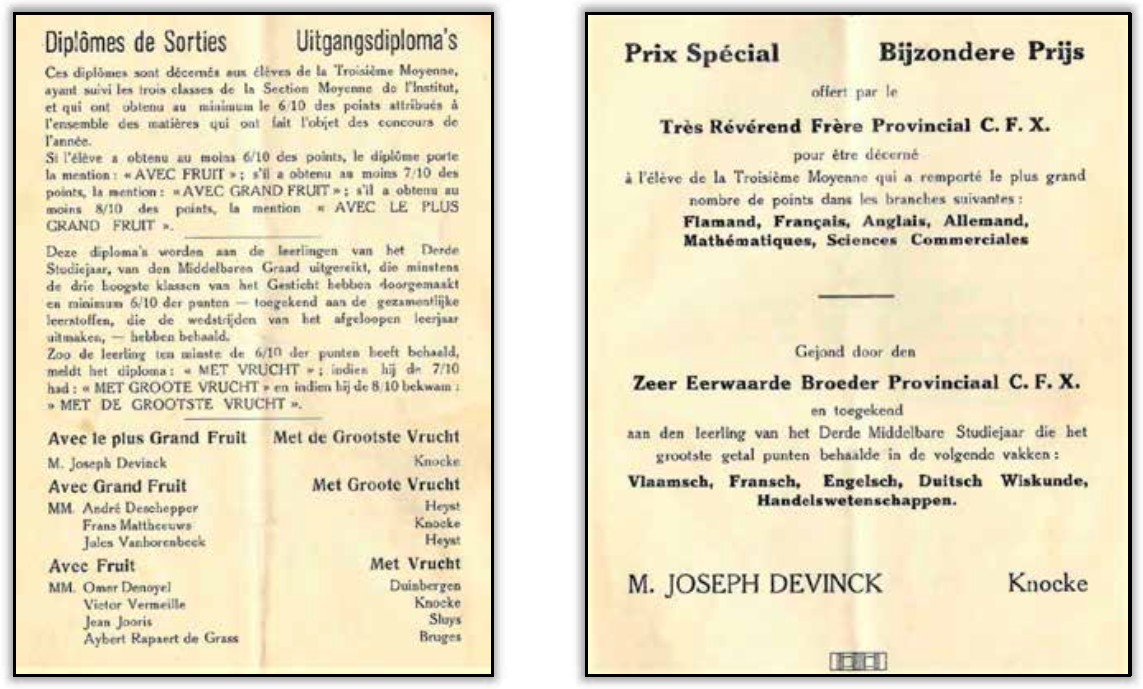 Diplômes de Sorties Uitgangsdiploma's
Ces diplômes sont décernés aux élèves de la Troisième Moyenne,
ayant suivi les trois classes de la Section Moyenne de l'Institut,
et qui ont obtenu au minimum le 6/10 des points attribués à
l'ensemble des matières qui ont fait l'objet des concours de
l'année.
Si l'élève a obtenu au moins 6/10 des points, le diplôme porte
la mention : « AVEC FRUIT » ; s'il a obtenu au moins 7/10 des
points, la mention : « AVEC GRAND FRUIT » ; s'il a obtenu au
moins 8/10 des points, la mention « AVEC LE PLUS
GRAND FRUIT ».
Deze diploma's worden aan de leerlingen van het Derde
Studiejaar, van den Middelbaren Graad uitgereikt, die minstens
de drie hoogste klassen van het Gesticht hebben doorgemaakt
en minimum 6/10 der punten — toegekend aan de gezamentlijke
leerstoffen, die de wedstrijden van het afgeloopen leerjaar
uitmaken, — hebben behaald.
Zoo de leerling ten minste de 6/10 der punten heeft behaald,
meldt het diploma : « MET VRUCHT » ; indien hij de 7/10
had : « MET GROOTE VRUCHT » en indien hij de 8/10 bekwam :
» MET DE GROOTSTE VRUCHT ».
Avec le plus Grand Fruit Met de Grootste Vrucht
M. Joseph Devinck Knocke
Avec Grand Fruit Met Groote Vrucht
MM. André Deschepper Heyst
Frans Mattheeuws Knocke
Jules Vanhorenbeck Heyst
Avec Fruit Met Vrucht
MM. Omer Denoyel Duinbergen
Victor Vermeille Knocke
Jean Jooris Sluys
Aybert Rapaert de Grass Bruges
Prix Spécial Bijzondere Prijs
offert par le
Très Révérend Frère Provincial C. F. X.
pour être décerné
à l'élève de la Troisième Moyenne qui a remporté le plus grand
nombre de points dans les branches suivantes :
Flamand, Français, Anglais, Allemand,
Mathématiques, Sciences Commerciales
Gejond door den
Zeer Eerwaarde Broeder Provinciaal C. F. X.
en toegekend
aan den leerling van het Derde Middelbare Studiejaar die het
grootste getal punten behaalde in de volgende vakken :
Vlaamsch, Fransch, Engelsch, Duitsch Wiskunde,
Handelswetenschappen.
M. JOSEPH DEVINCK Knocke